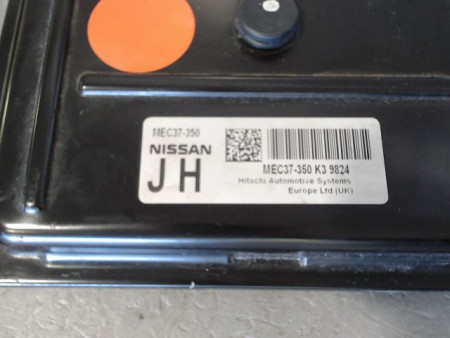 MEC37-350
NISSAN
JH
MEC37-350 K3 9824
Hitachi Automotive Systems
Europe Ltd (UK)